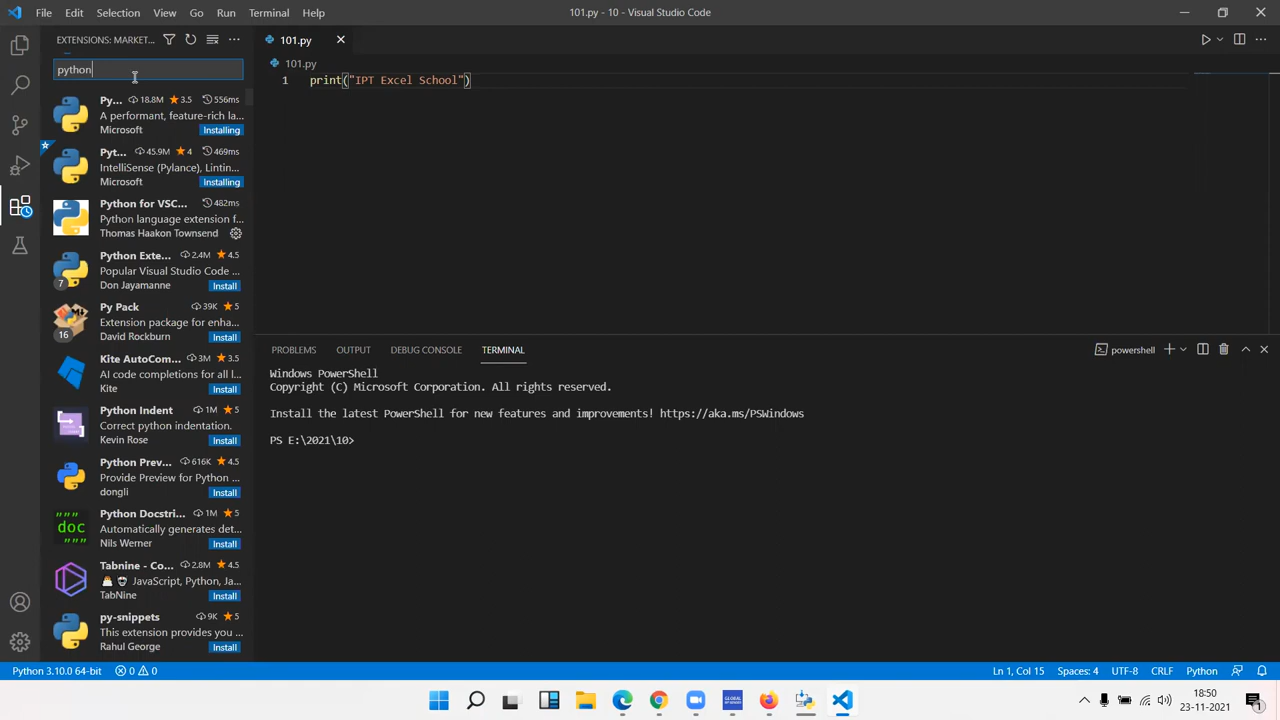 File Edit Selection View Go Run Terminal Help 101.py - 10 - Visual Studio Code
EXTENSIONS: MARKET...
python
Py... 18.8M 3.5 556ms
A performant, feature-rich la...
Microsoft Installing
Pyt... 45.9M 4 469ms
IntelliSense (Pylance), Lintin...
Microsoft Installing
Python for VSC... 482ms
Python language extension f...
Thomas Haakon Townsend
Python Exte... 2.4M 4.5
Popular Visual Studio Code ...
7 Don Jayamanne Install
Py Pack 39K 5
Extension package for enha...
16 David Rockburn Install
Kite AutoCom... 3M 3.5
AI code completions for all l...
Kite Install
Python Indent 1M 5
Correct python indentation.
Kevin Rose Install
Python Prev... 616K 4.5
Provide Preview for Python ...
dongli Install
Python Docstri... 1M 5
doc Automatically generates det...
Nils Werner Install
Tabnine - Co... 2.8M 4.5
JavaScript, Python, Ja...
TabNine Install
py-snippets 9K 5
This extension provides you ...
Rahul George Install
101.py
101.py
1 print("IPT Excel School")
PROBLEMS OUTPUT DEBUG CONSOLE TERMINAL powershell
Windows PowerShell
Copyright (C) Microsoft Corporation. All rights reserved.
Install the latest PowerShell for new features and improvements! https://aka.ms/PSWindows
PS E:\2021\10>
Python 3.10.0 64-bit 0 0 Ln 1, Col 15 Spaces: 4 UTF-8 CRLF Python
18:50
23-11-2021
1